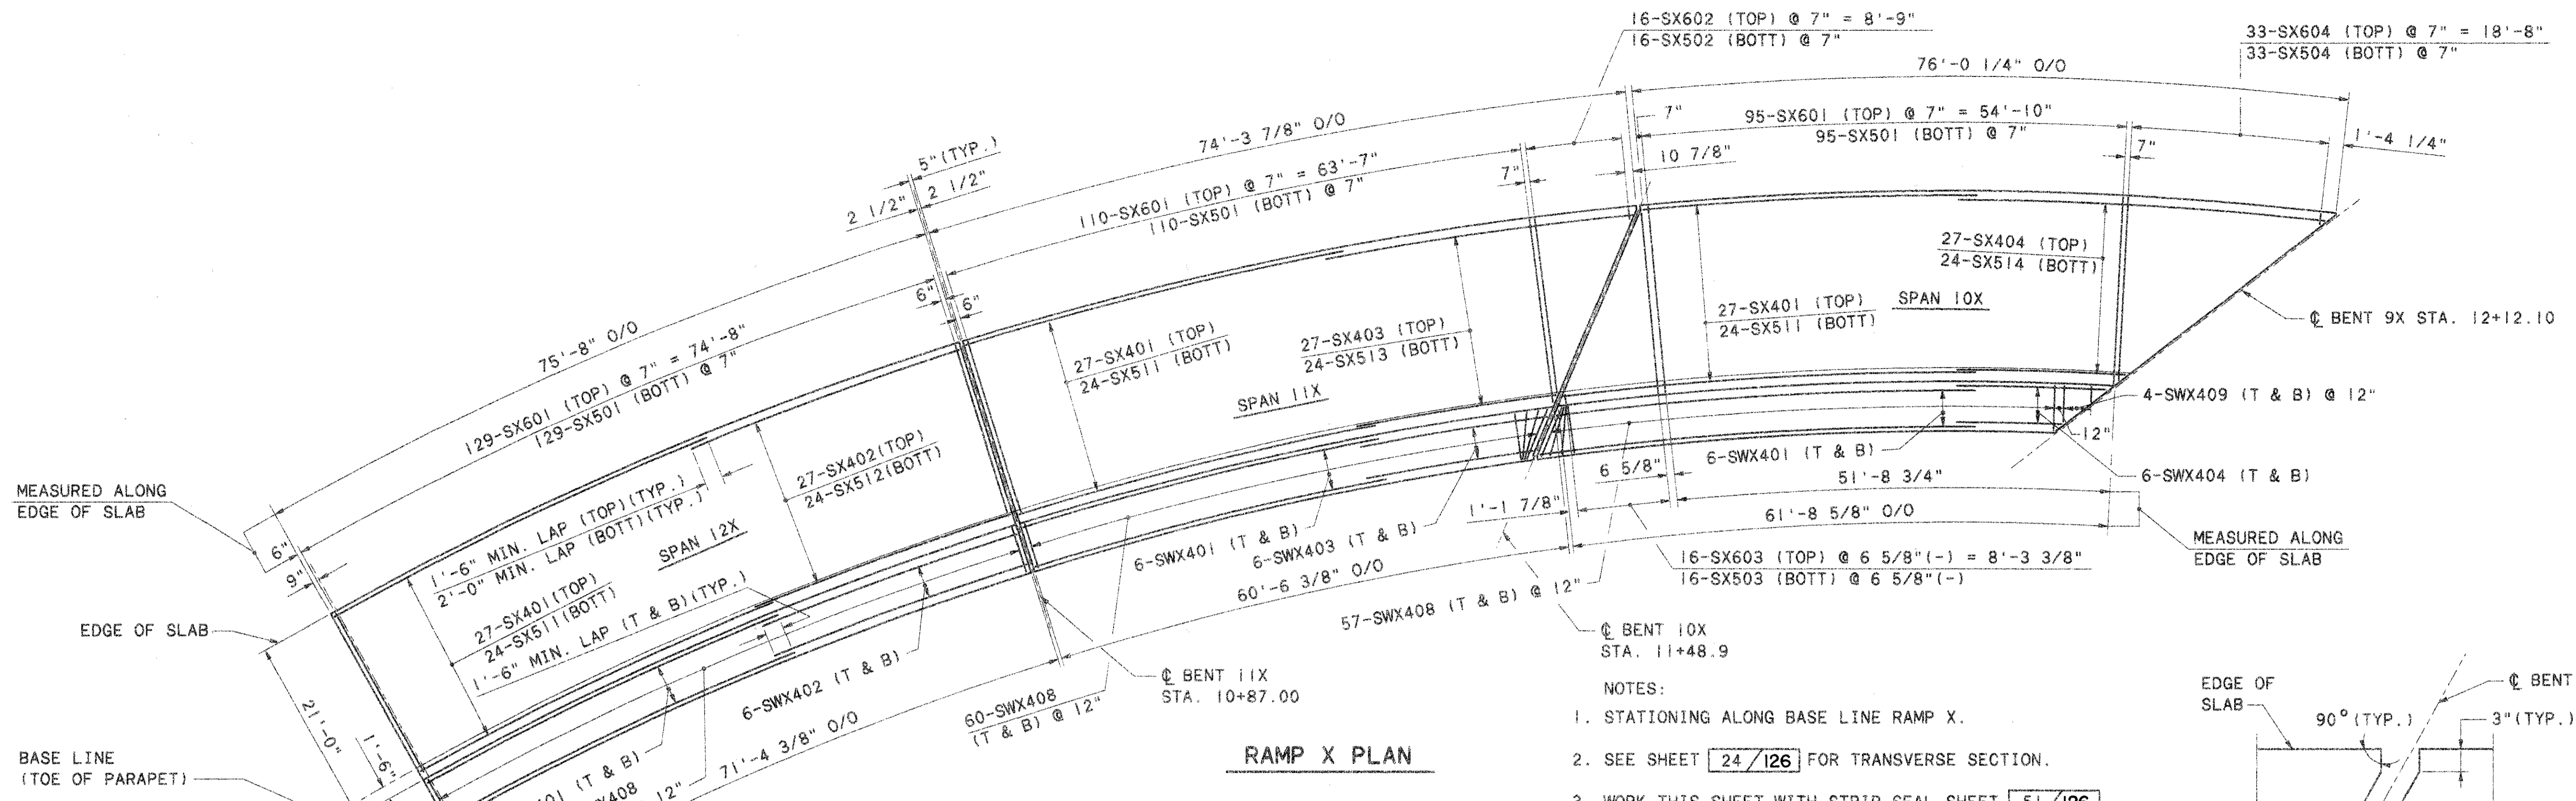 16-SX602 (TOP) @ 7" = 8'-9"
16-SX502 (BOTT) @ 7"
33-SX604 (TOP) @ 7" = 18'-8"
33-SX504 (BOTT) @ 7"
76'-0 1/4" O/O
7"
95-SX601 (TOP) @ 7" = 54'-10"
95-SX501 (BOTT) @ 7"
1'-4 1/4"
7"
10 7/8"
74'-3 7/8" O/O
5"(TYP.)
2 1/2"
2 1/2"
110-SX601 (TOP) @ 7" = 63'-7"
110-SX501 (BOTT) @ 7"
7"
27-SX404 (TOP)
24-SX514 (BOTT)
27-SX401 (TOP)
24-SX511 (BOTT)
SPAN 10X
℄ BENT 9X STA. 12+12.10
6"
6"
75'-8" O/O
129-SX601 (TOP) @ 7" = 74'-8"
129-SX501 (BOTT) @ 7"
27-SX401 (TOP)
24-SX511 (BOTT)
27-SX403 (TOP)
24-SX513 (BOTT)
SPAN 11X
4-SWX409 (T & B) @ 12"
12"
6-SWX401 (T & B)
6-SWX404 (T & B)
6 5/8"
51'-8 3/4"
1'-1 7/8"
61'-8 5/8" O/O
MEASURED ALONG
EDGE OF SLAB
MEASURED ALONG
EDGE OF SLAB
6"
9"
27-SX402(TOP)
24-SX512(BOTT)
1'-6" MIN. LAP (TOP)(TYP.)
2'-0" MIN. LAP (BOTT)(TYP.)
SPAN 12X
27-SX401(TOP)
24-SX511(BOTT)
1'-6" MIN. LAP (T & B)(TYP.)
6-SWX401 (T & B)
6-SWX403 (T & B)
60'-6 3/8" O/O
16-SX603 (TOP) @ 6 5/8"(-) = 8'-3 3/8"
16-SX503 (BOTT) @ 6 5/8"(-)
57-SWX408 (T & B) @ 12"
EDGE OF SLAB
21'-0"
1'-6"
BASE LINE
(TOE OF PARAPET)
6-SWX402 (T & B)
60-SWX408
(T & B) @ 12"
71'-4 3/8" O/O
(T & B)
12"
℄ BENT 11X
STA. 10+87.00
℄ BENT 10X
STA. 11+48.9
RAMP X PLAN
NOTES:
1. STATIONING ALONG BASE LINE RAMP X.
2. SEE SHEET 24/126 FOR TRANSVERSE SECTION.
3. WORK THIS SHEET WITH STRIP SEAL SHEET 51/126
EDGE OF
SLAB
90°(TYP.)
℄ BENT
3"(TYP.)